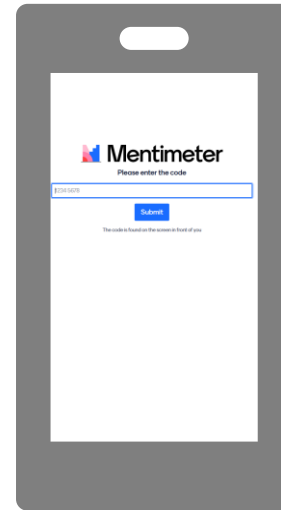 Mentimeter
Please enter the code
Submit
The code is found on the screen in front of you